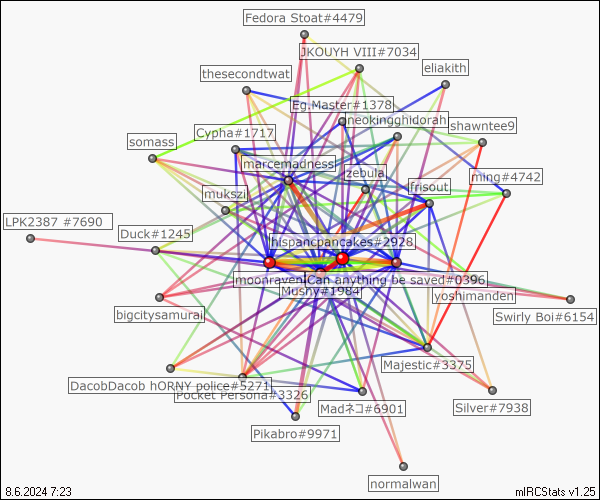 Fedora Stoat#4479
JKOUYH VIII#7034
eliakith
thesecondtwat
Eg.Master#1378
neokingghidorah
shawntee9
Cypha#1717
somass
marcemadness
zebula
ming#4742
frisout
mukszi
LPK2387 #7690
Duck#1245
hispancpancakes#2928
moonraven
Can anything be saved#0396
Mushy#1984
yoshimanden
bigcitysamurai
Swirly Boi#6154
Majestic#3375
DacobDacob hORNY police#5271
Pocket Persona#3326
Madネコ#6901
Silver#7938
Pikabro#9971
normalwan
8.6.2024 7:23
mIRCStats v1.25